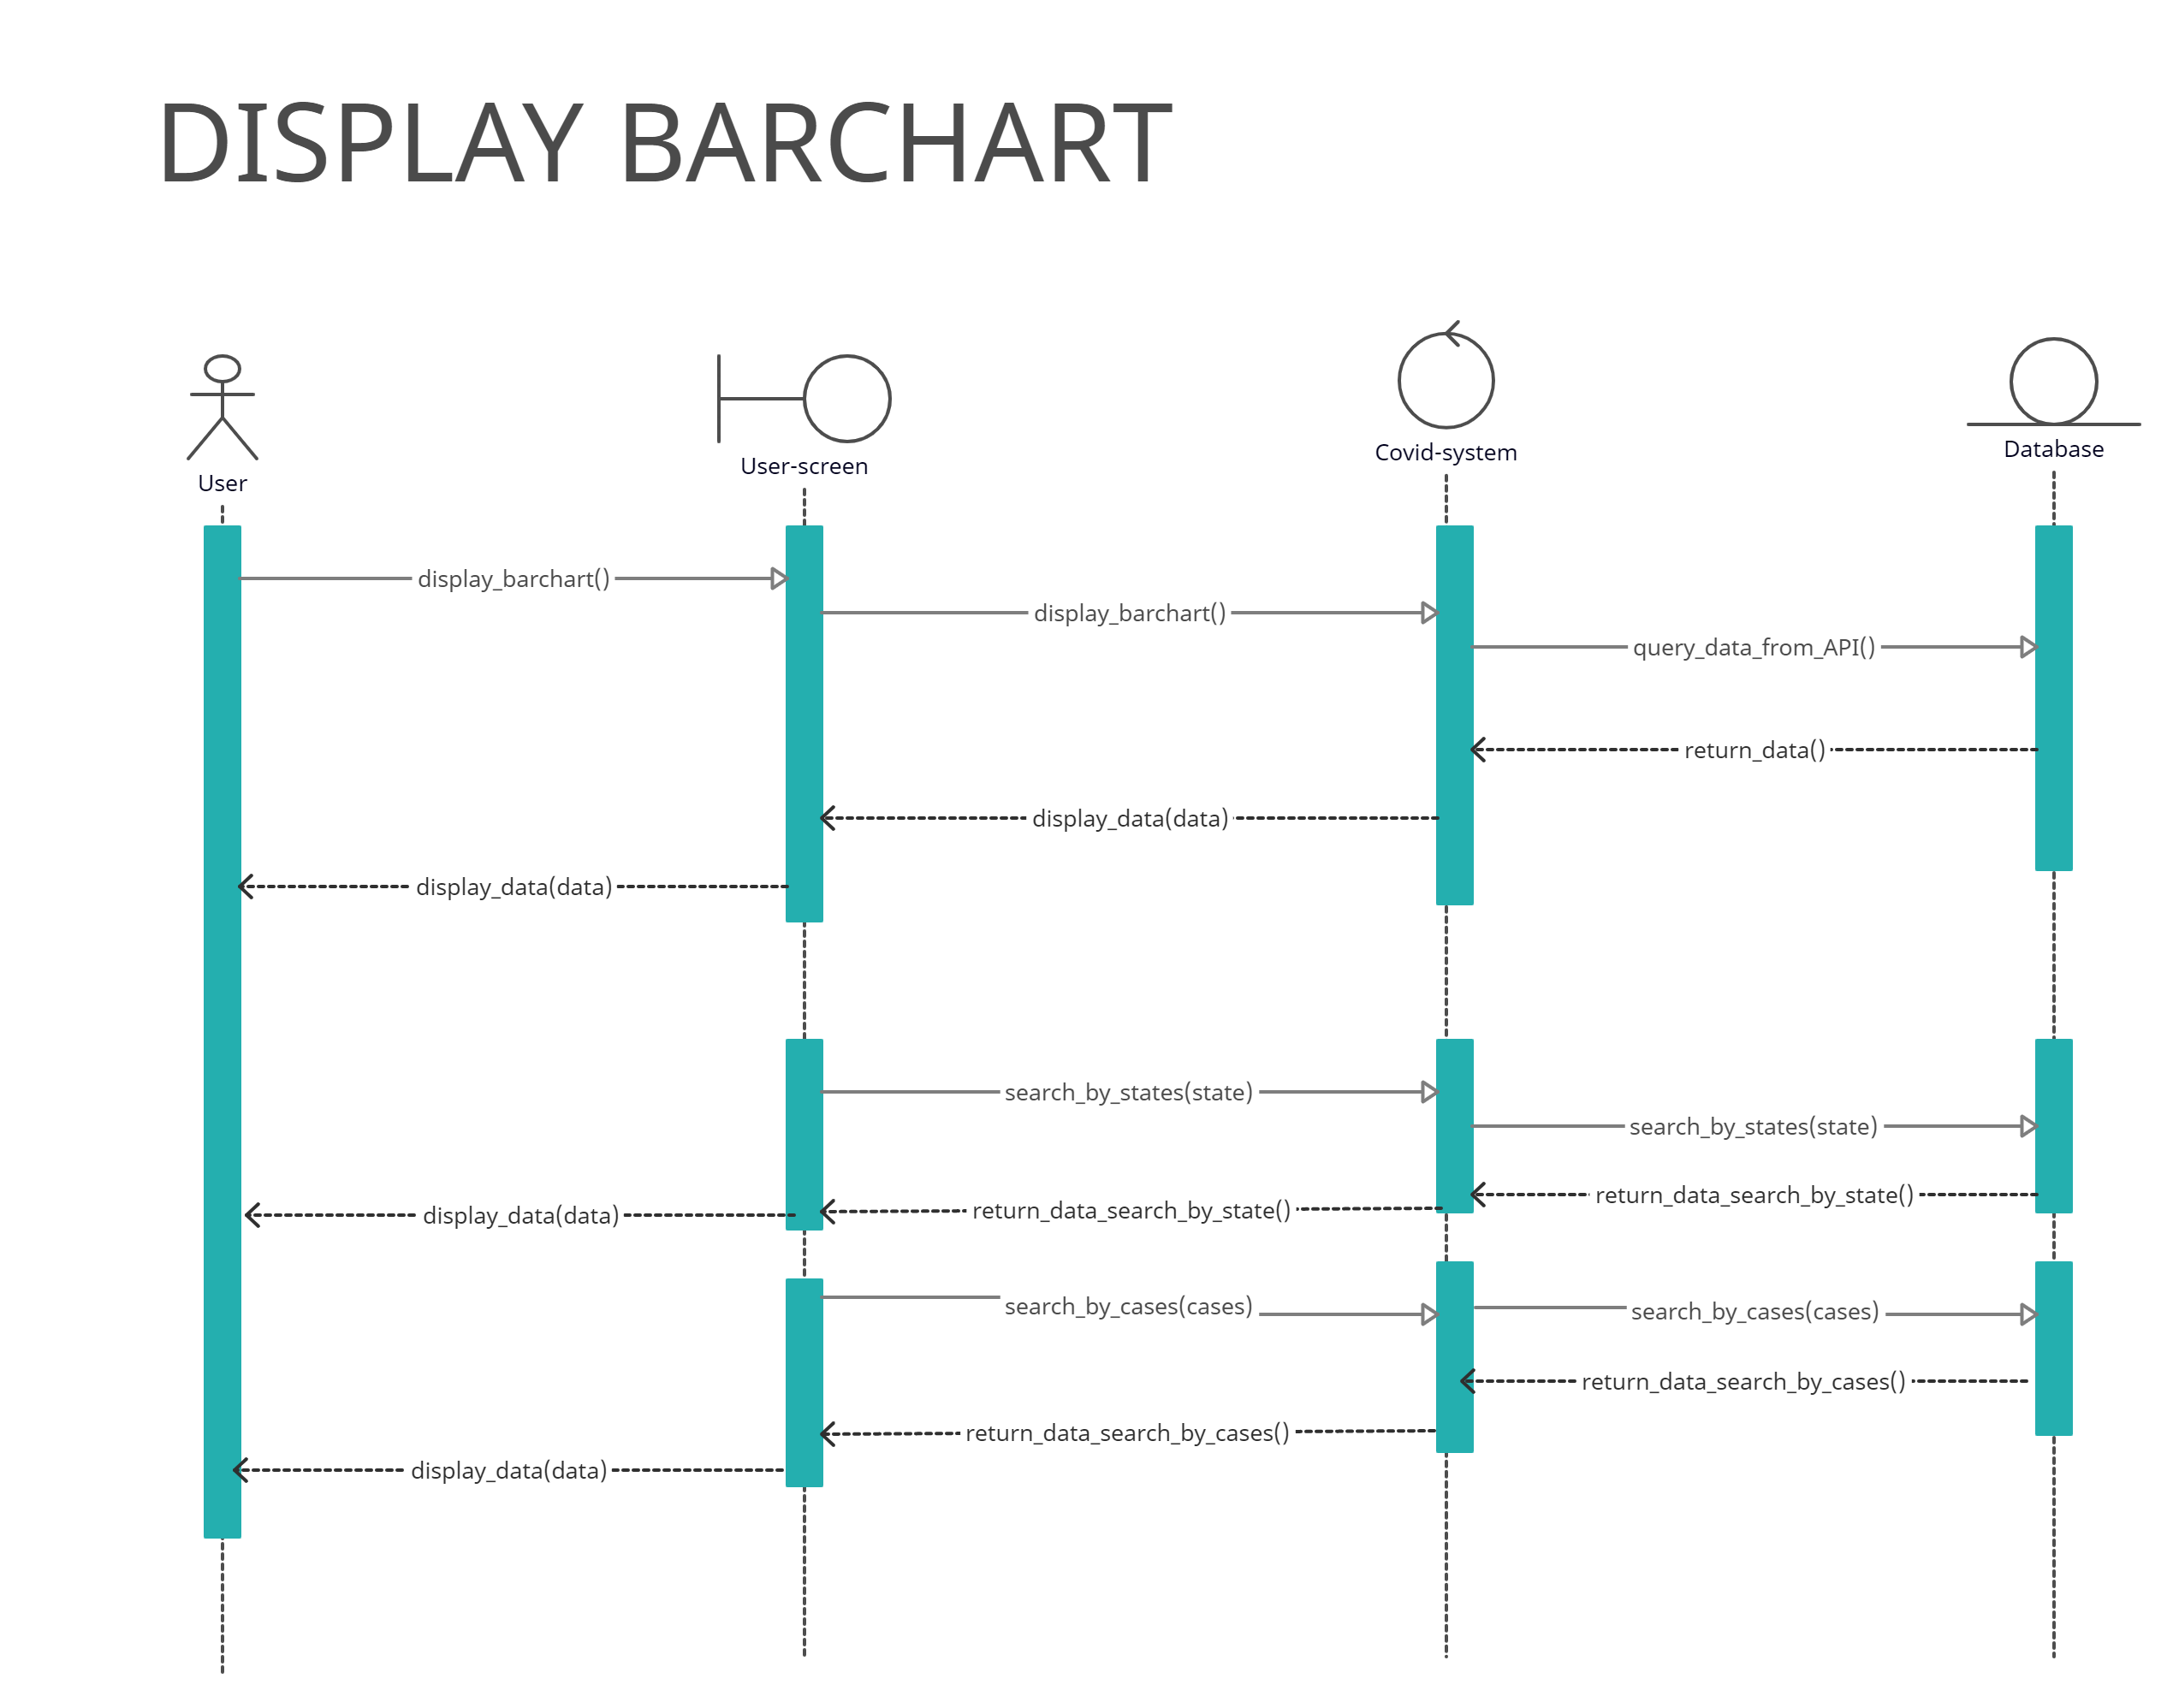 DISPLAY BARCHART
User
User-screen
Covid-system
Database
display_barchart()
display_barchart()
query_data_from_API()
return_data()
display_data(data)
display_data(data)
search_by_states(state)
search_by_states(state)
return_data_search_by_state()
return_data_search_by_state()
display_data(data)
search_by_cases(cases)
search_by_cases(cases)
return_data_search_by_cases()
return_data_search_by_cases()
display_data(data)